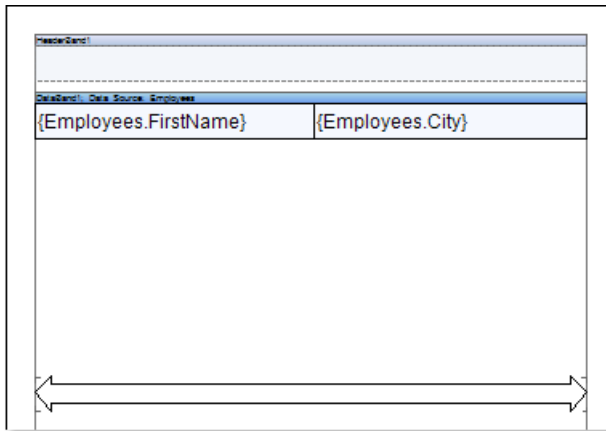 HeaderBand1
DataBand1; Data Source: Employees
{Employees.FirstName} {Employees.City}